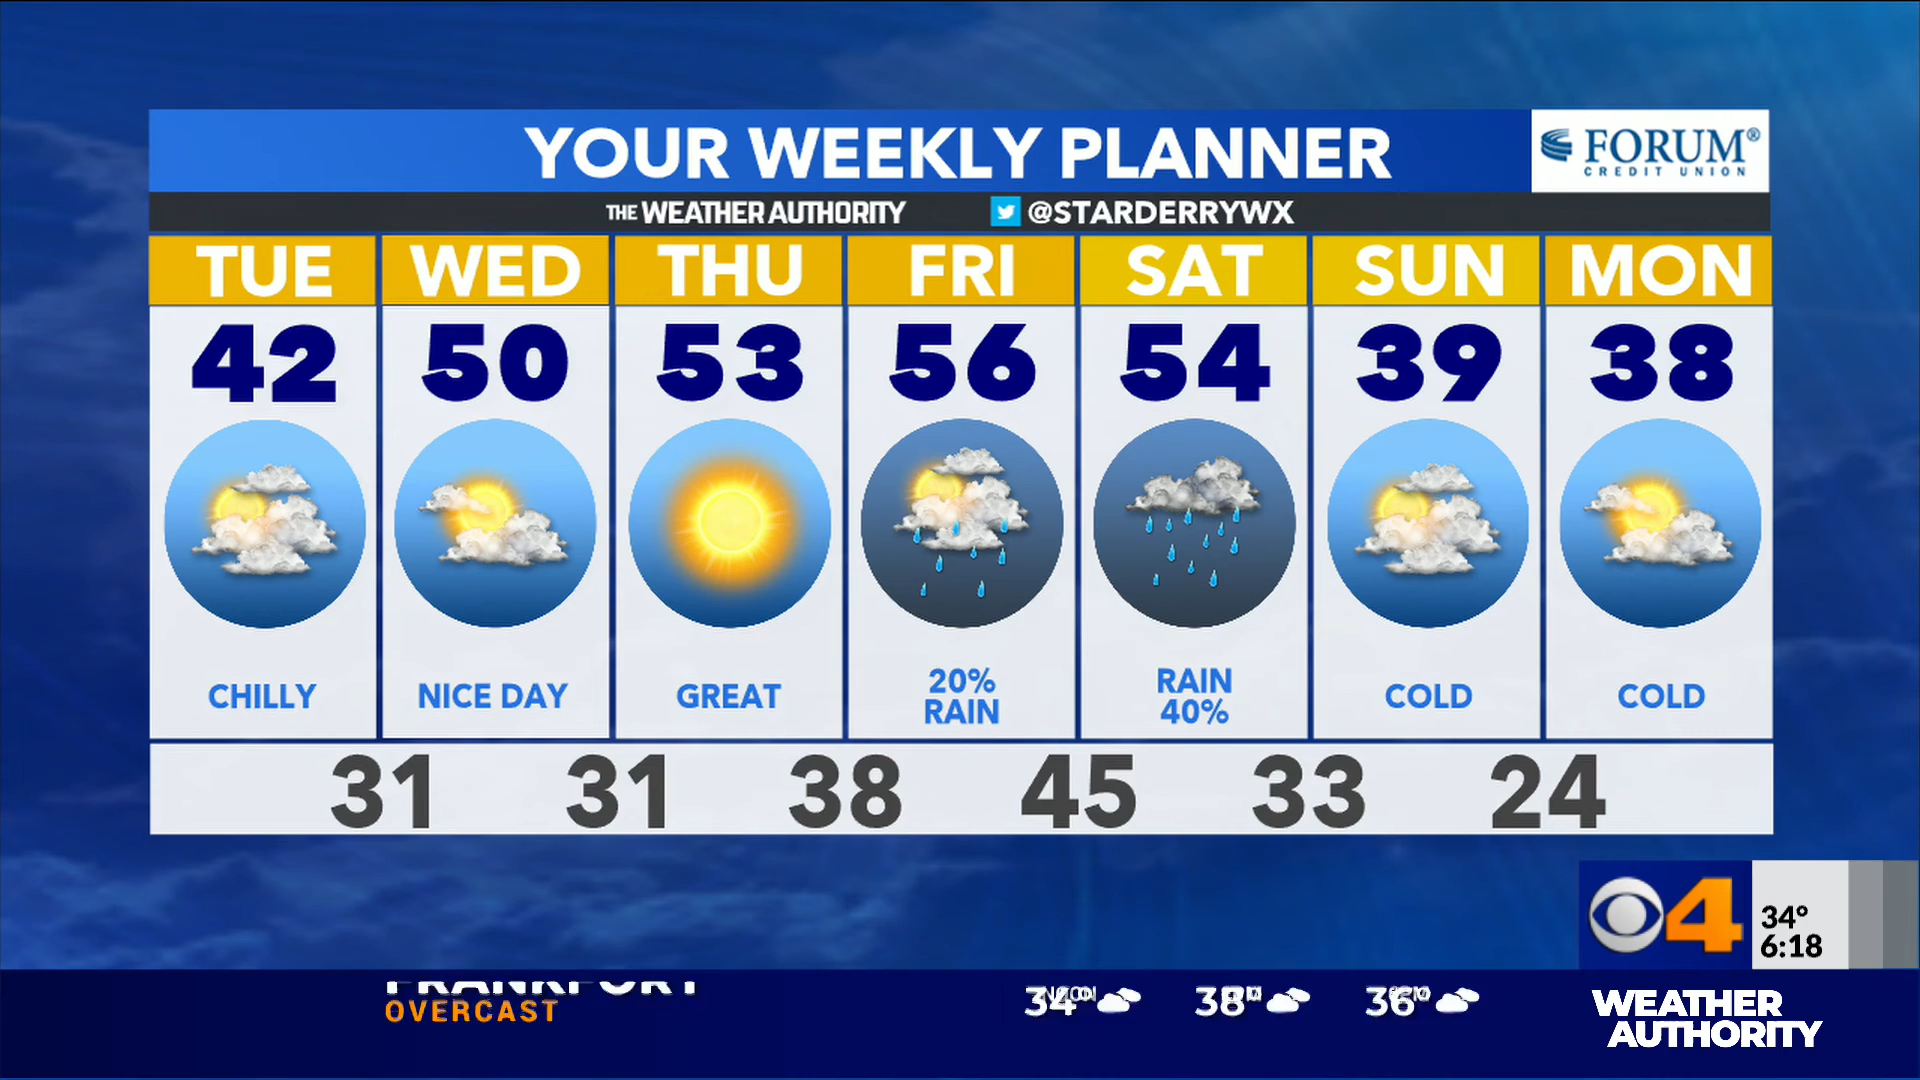 YOUR WEEKLY PLANNER
FORUM®
CREDIT UNION
THE WEATHER AUTHORITY @STARDERRYWX
TUE WED THU FRI SAT SUN MON
42 50 53 56 54 39 38
CHILLY NICE DAY GREAT 20% RAIN RAIN 40% COLD COLD
31 31 38 45 33 24
4
34°
6:18
FRANKFORT
OVERCAST
34° 38° 36°
WEATHER
AUTHORITY